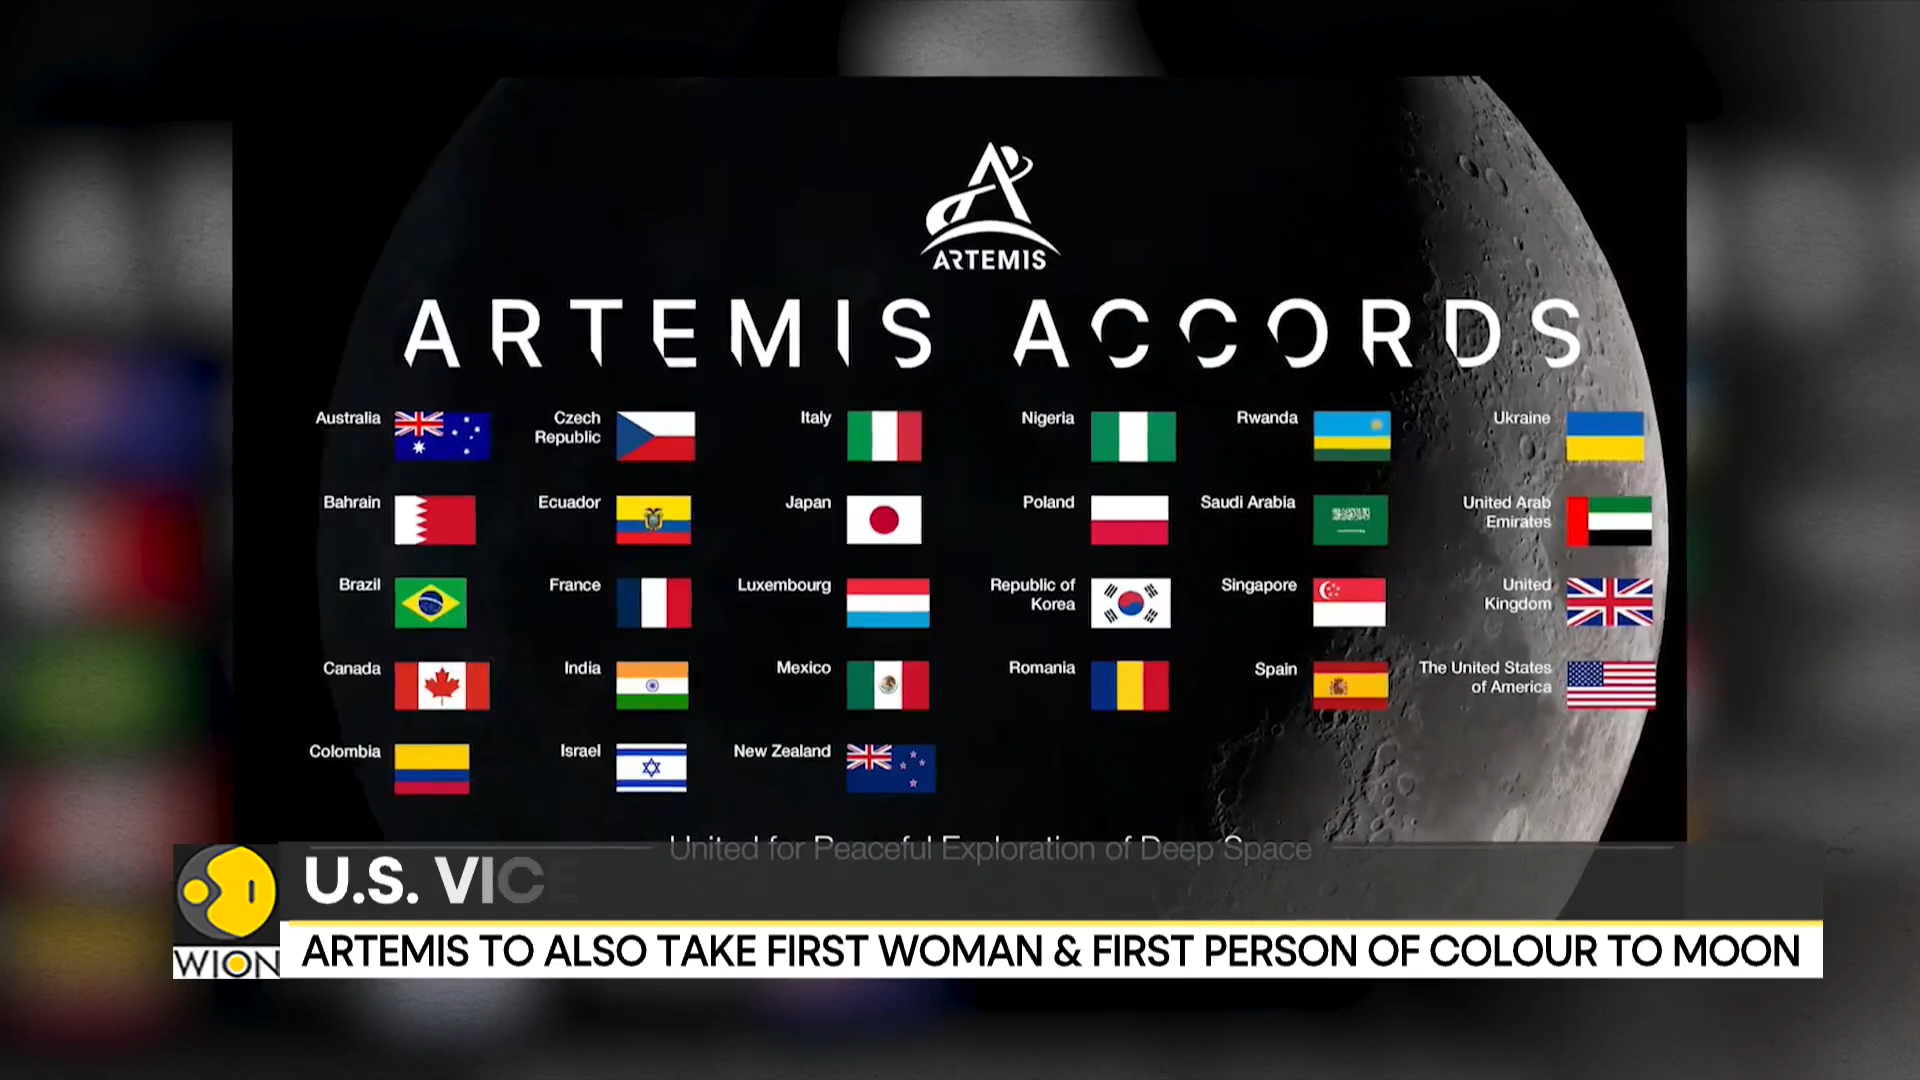 ARTEMIS
ARTEMIS ACCORDS
Australia
Bahrain
Brazil
Canada
Colombia
Czech
Republic
Ecuador
France
India
Israel
Italy
Japan
Luxembourg
Mexico
New Zealand
Nigeria
Poland
Republic of
Korea
Romania
Rwanda
Saudi Arabia
Singapore
Spain
Ukraine
United Arab
Emirates
United
Kingdom
The United States
of America
United for Peaceful Exploration of Deep Space
U.S. VICE
ARTEMIS TO ALSO TAKE FIRST WOMAN & FIRST PERSON OF COLOUR TO MOON
WION